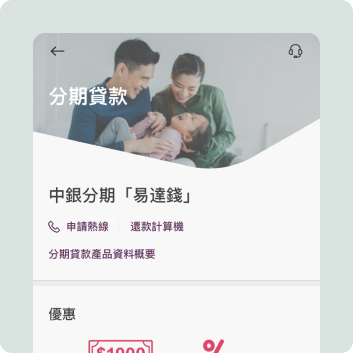 分期貸款
中銀分期「易達錢」
申請熱線
還款計算機
分期貸款產品資料概要
優惠
$1000
%